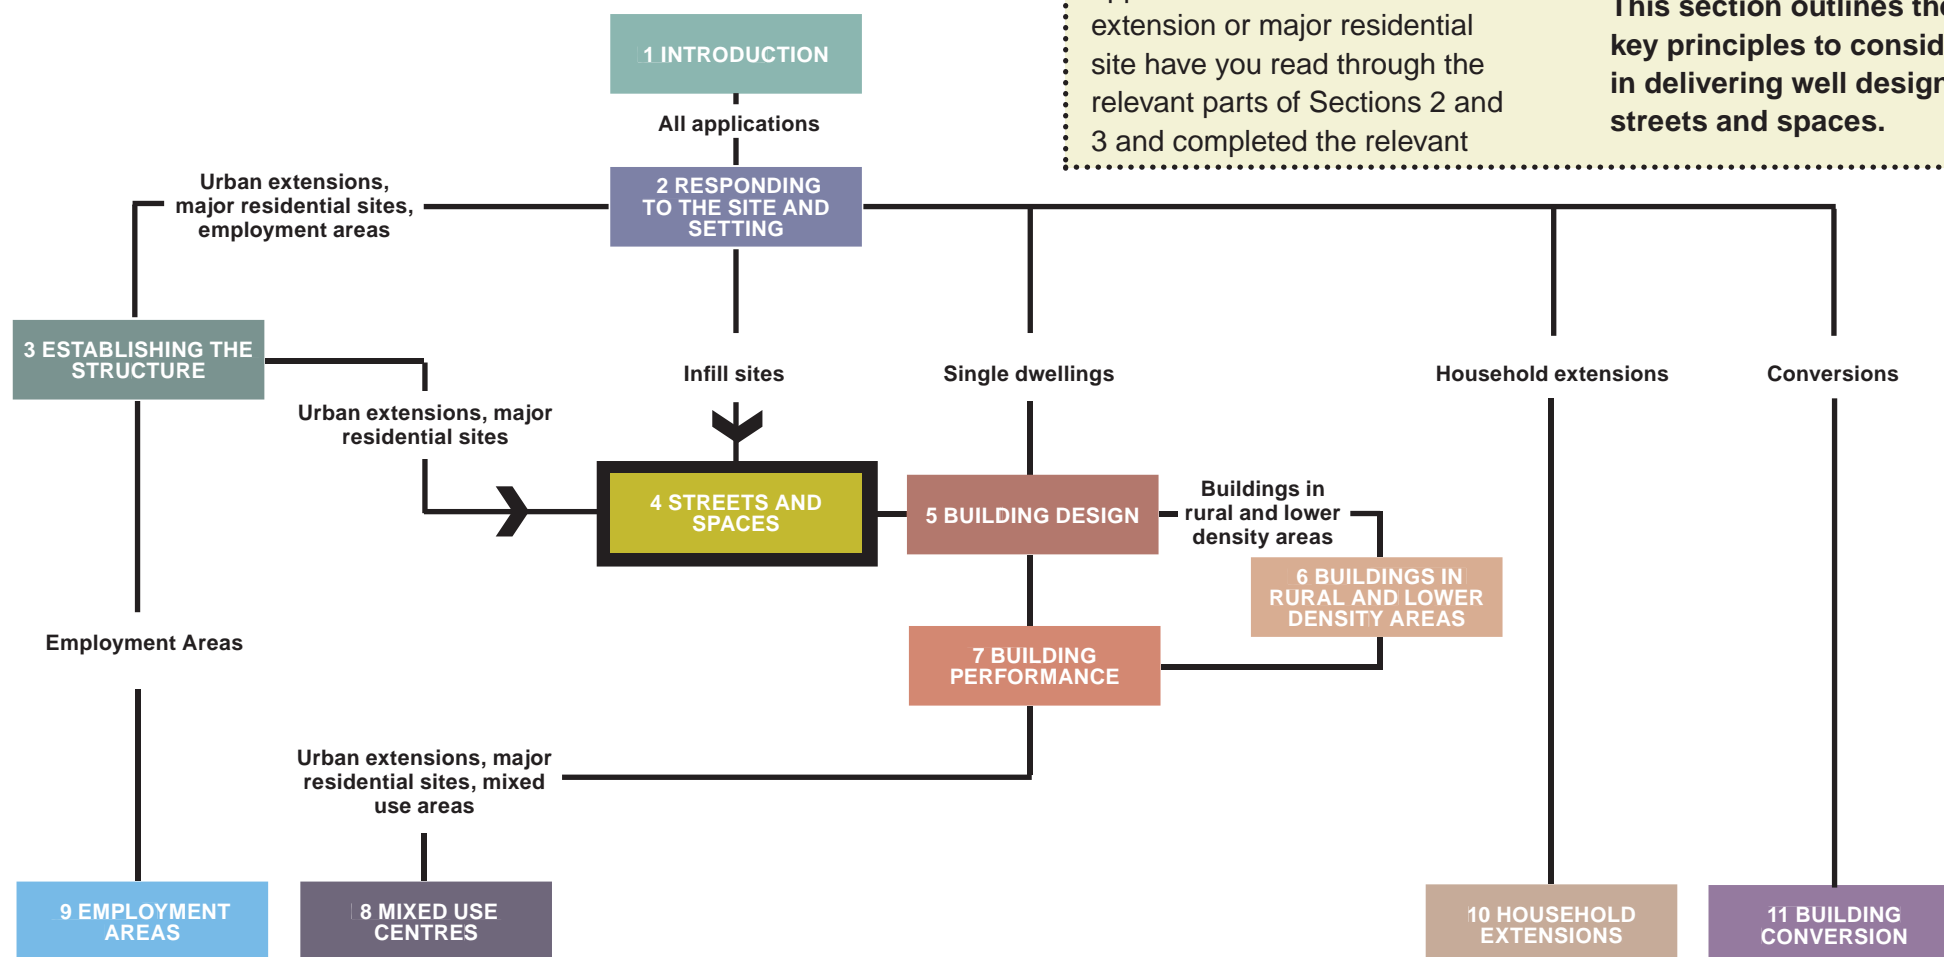 extension or major residential
site have you read through the
relevant parts of Sections 2 and
3 and completed the relevant
This section outlines the
key principles to consid
in delivering well design
streets and spaces.
1 INTRODUCTION
All applications
2 RESPONDING
TO THE SITE AND
SETTING
Urban extensions,
major residential sites,
employment areas
3 ESTABLISHING THE
STRUCTURE
Urban extensions, major
residential sites
Infill sites
Single dwellings
Household extensions
Conversions
4 STREETS AND
SPACES
5 BUILDING DESIGN
Buildings in
rural and lower
density areas
6 BUILDINGS IN
RURAL AND LOWER
DENSITY AREAS
Employment Areas
7 BUILDING
PERFORMANCE
Urban extensions, major
residential sites, mixed
use areas
9 EMPLOYMENT
AREAS
8 MIXED USE
CENTRES
10 HOUSEHOLD
EXTENSIONS
11 BUILDING
CONVERSION